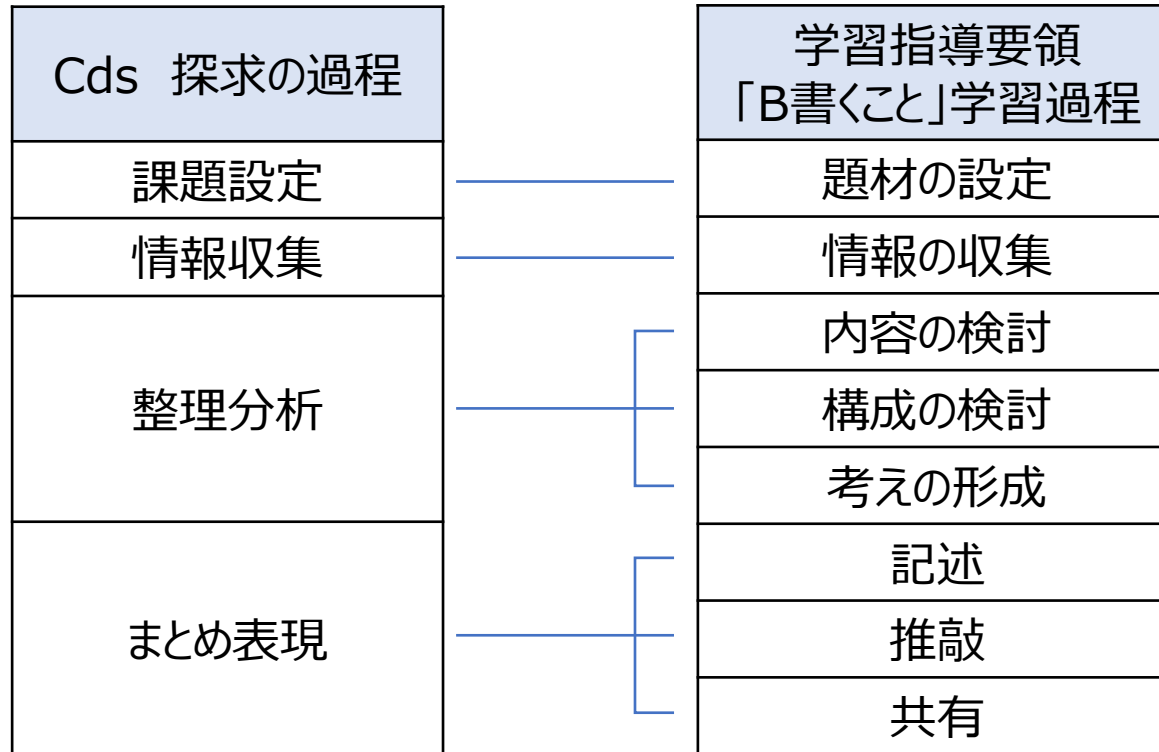 Cds 探求の過程
課題設定
情報収集
整理分析
まとめ表現
学習指導要領
「B書くこと」学習過程
題材の設定
情報の収集
内容の検討
構成の検討
考えの形成
記述
推敲
共有